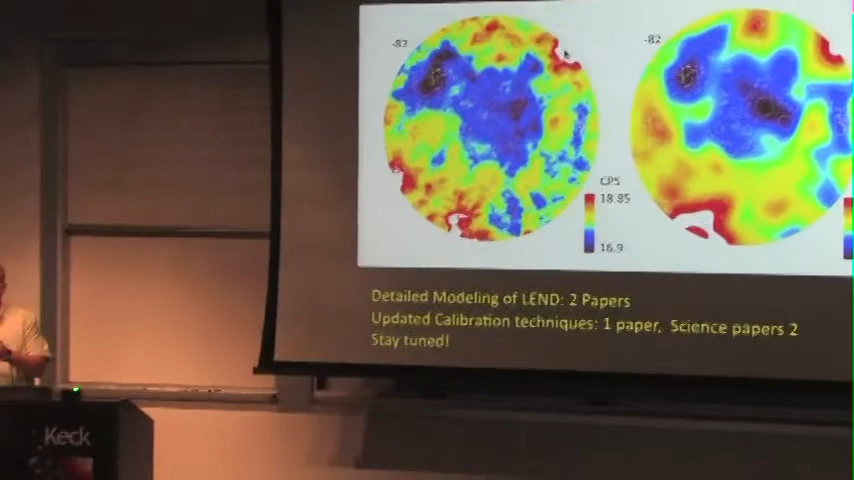 -82
-82
CPS
18.85
16.9
Detailed Modeling of LEND: 2 Papers
Updated Calibration techniques: 1 paper, Science papers 2
Stay tuned!
Keck